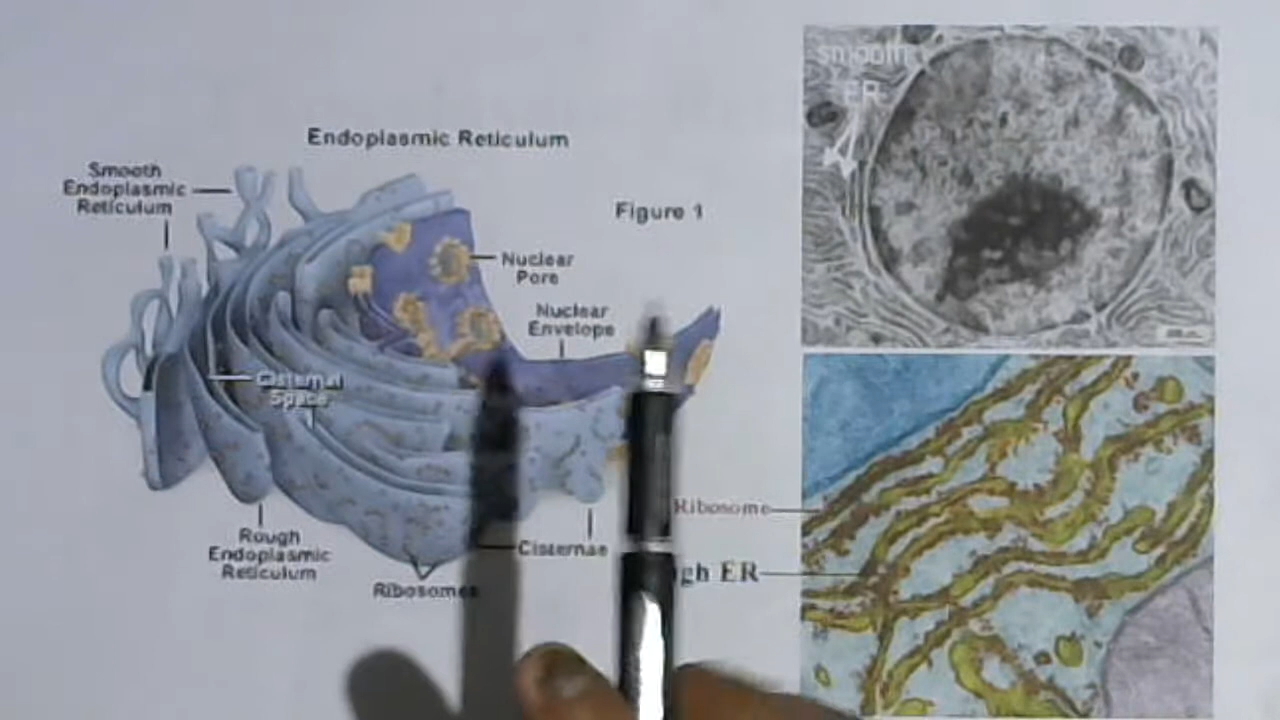 Endoplasmic Reticulum
Smooth
Endoplasmic
Reticulum
Figure 1
Nuclear
Pore
Nuclear
Envelope
Cisternal
Space
Rough
Endoplasmic
Reticulum
Ribosomes
Cisternae
smooth
ER
Ribosome
gh ER